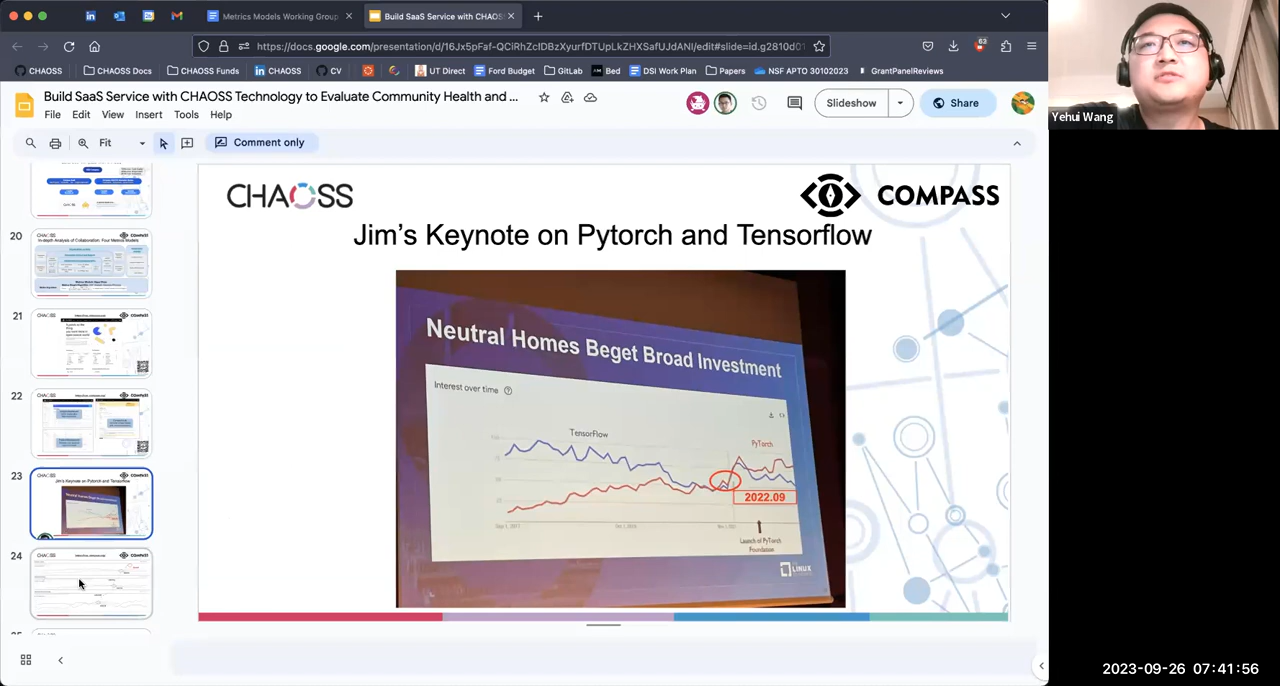 Metrics Models Working Group
Build SaaS Service with CHAOS
https://docs.google.com/presentation/d/16Jx5pFaf-QCiRhZcIDBzXyurfDTUpLkZHXSafUJdANI/edit#slide=id.g2810d01
63
CHAOSS
CHAOSS Docs
CHAOSS Funds
CHAOSS
CV
UT Direct
Ford Budget
GitLab
Bed
DSI Work Plan
Papers
NSF APTO 30102023
GrantPanelReviews
Build SaaS Service with CHAOSS Technology to Evaluate Community Health and ...
File Edit View Insert Tools Help
Slideshow
Share
Fit
Comment only
20
21
22
23
24
CHAOSS
COMPASS
Jim's Keynote on Pytorch and Tensorflow
Neutral Homes Beget Broad Investment
Interest over time
TensorFlow
PyTorch
2022.09
Launch of PyTorch
Foundation
LINUX
Yehui Wang
2023-09-26 07:41:56